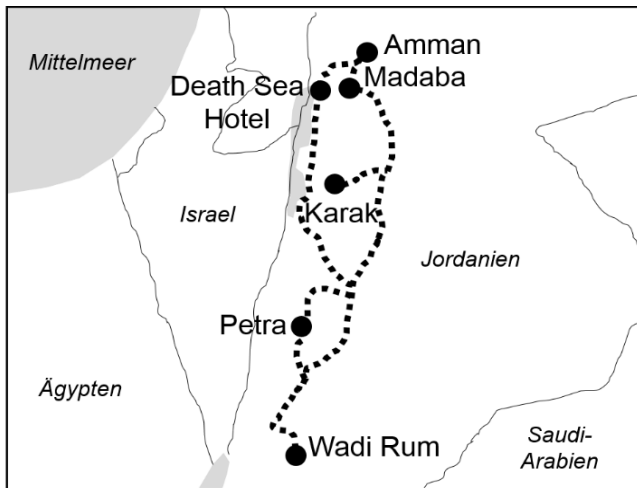 Mittelmeer
Amman
Madaba
Death Sea
Hotel
Israel
Karak
Jordanien
Petra
Ägypten
Wadi Rum
Saudi-
Arabien